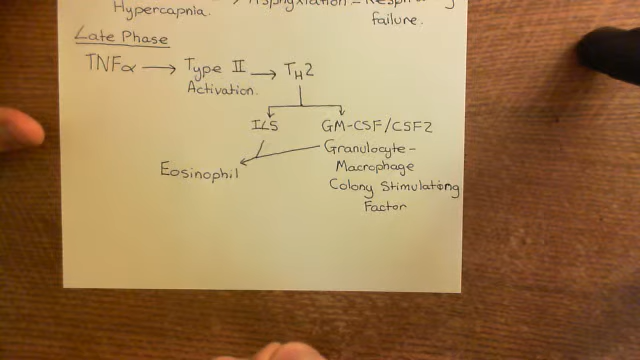 Hypercapnia.
failure.
Late Phase
TNFα → Type II → TH2
Activation.
IL5 GM-CSF/CSF2
Granulocyte-
Macrophage
Eosinophil
Colony Stimulating
Factor